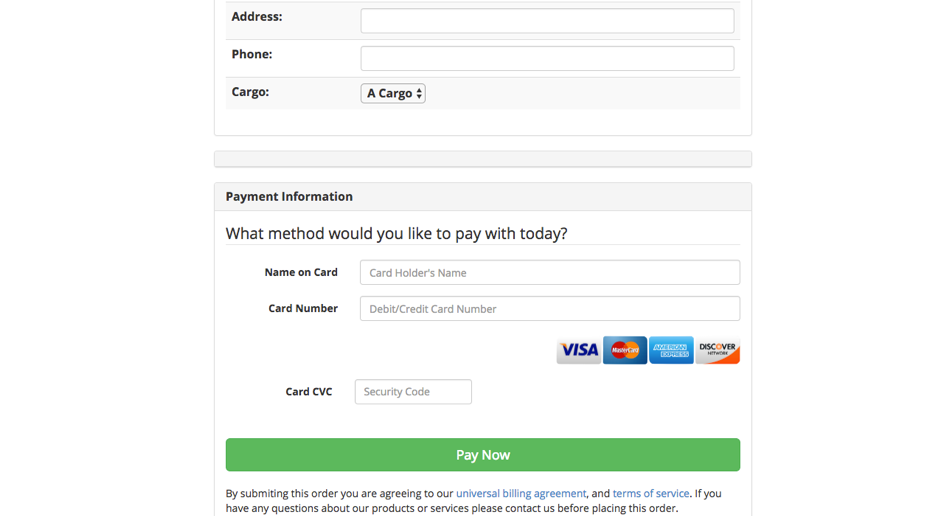 Address:
Phone:
Cargo: A Cargo
Payment Information
What method would you like to pay with today?
Name on Card Card Holder's Name
Card Number Debit/Credit Card Number
VISA MasterCard AMERICAN EXPRESS DISCOVER NETWORK
Card CVC Security Code
Pay Now
By submiting this order you are agreeing to our universal billing agreement, and terms of service. If you
have any questions about our products or services please contact us before placing this order.